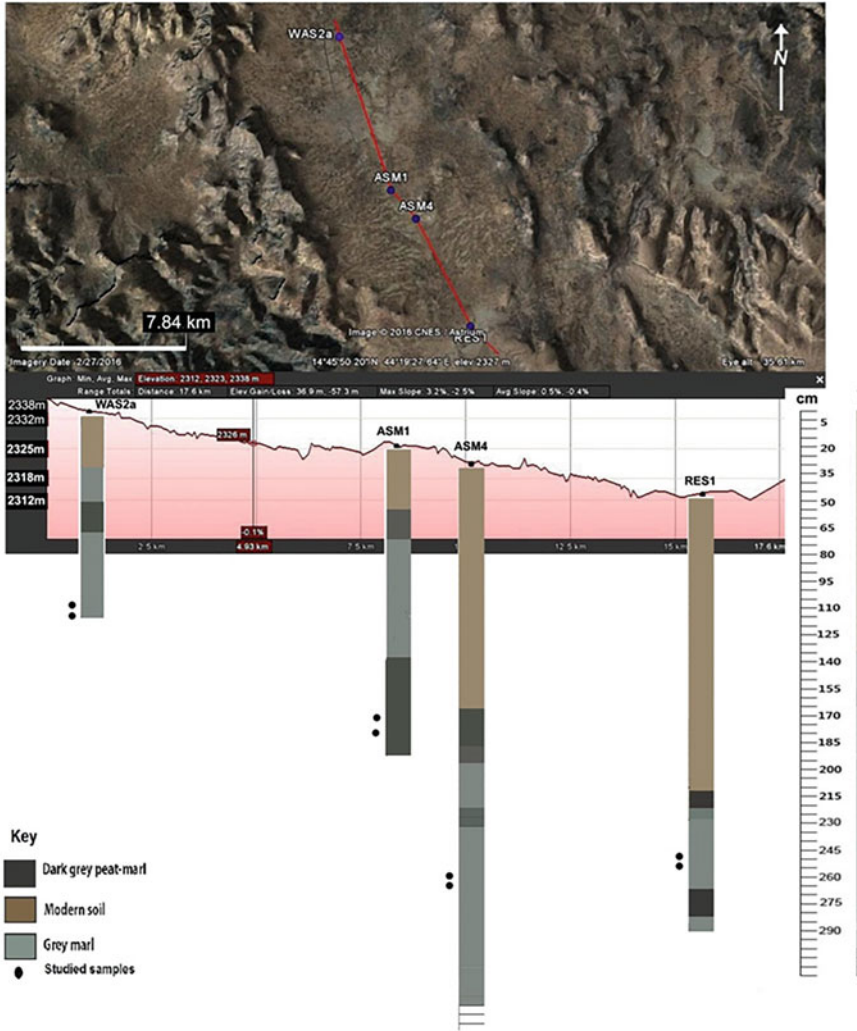 WAS2a
N
ASM1
ASM4
7.84 km
Image © 2016 CNES / Astrium
RES1
Imagery Date: 2/27/2016 14°45'50.20"N, 44°19'27.64" E elev 2327 m Eye alt 35.61 km
Graph: Min, Avg, Max Elevation: 2312, 2323, 2338 m
Range Totals: Distance: 17.6 km Elev Gain/Loss: 36.9 m, -57.3 m Max Slope: 3.2%, -2.5% Avg Slope: 0.5%, -0.4%
2338m
2332m
2325m
2318m
2312m
WAS2a
2326 m
ASM1
ASM4
RES1
-0.1%
2.5 km
4.93 km
7.5 km
12.5 km
15 km
17.6 km
cm
5
20
35
50
65
80
95
110
125
140
155
170
185
200
215
230
245
260
275
290
Key
Dark grey peat-marl
Modern soil
Grey marl
Studied samples